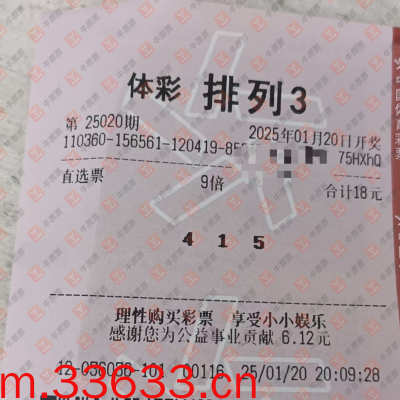 体彩 排列3
第 25020期 2025年01月20日开奖
110360-156561-120419-85 75HXhQ
直选票 9倍 合计18元
4 1 5
理性购买彩票 享受小小娱乐
感谢您为公益事业贡献 6.12元
-101 00116 25/01/20 20:09:28
m.33633.cn